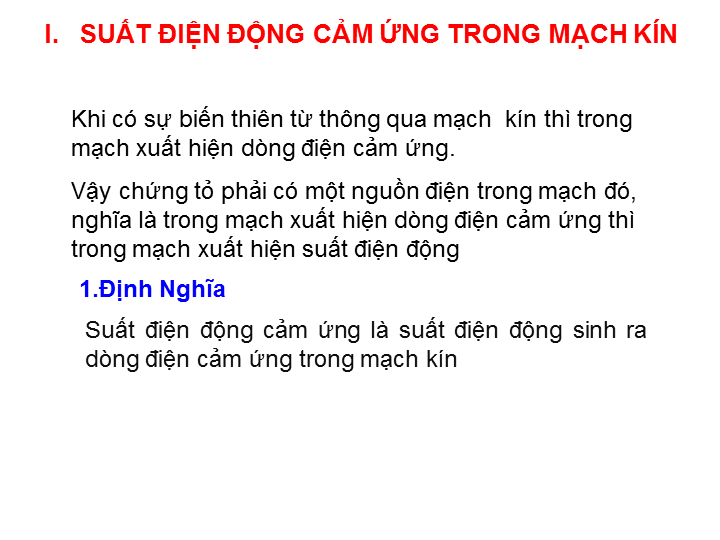 I. SUẤT ĐIỆN ĐỘNG CẢM ỨNG TRONG MẠCH KÍN
Khi có sự biến thiên từ thông qua mạch kín thì trong
mạch xuất hiện dòng điện cảm ứng.
Vậy chứng tỏ phải có một nguồn điện trong mạch đó,
nghĩa là trong mạch xuất hiện dòng điện cảm ứng thì
trong mạch xuất hiện suất điện động
1.Định Nghĩa
Suất điện động cảm ứng là suất điện động sinh ra
dòng điện cảm ứng trong mạch kín